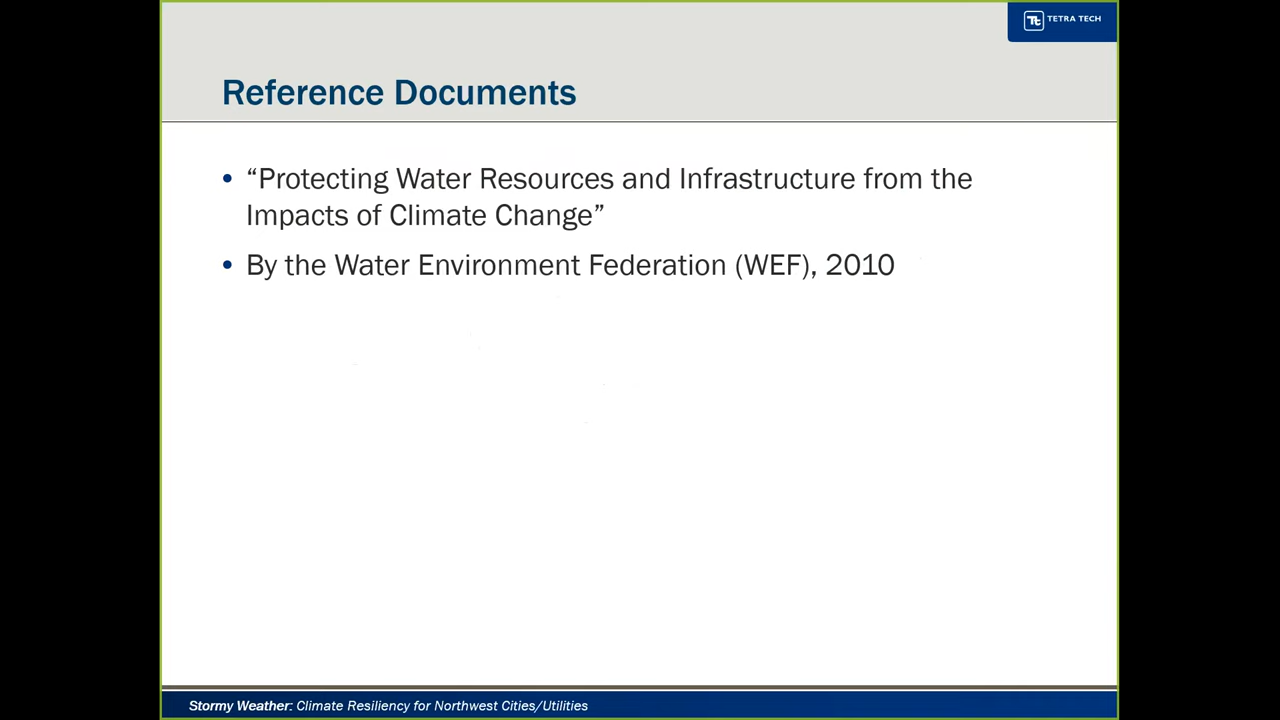 Tt TETRA TECH
Reference Documents
• “Protecting Water Resources and Infrastructure from the
Impacts of Climate Change”
• By the Water Environment Federation (WEF), 2010
Stormy Weather: Climate Resiliency for Northwest Cities/Utilities